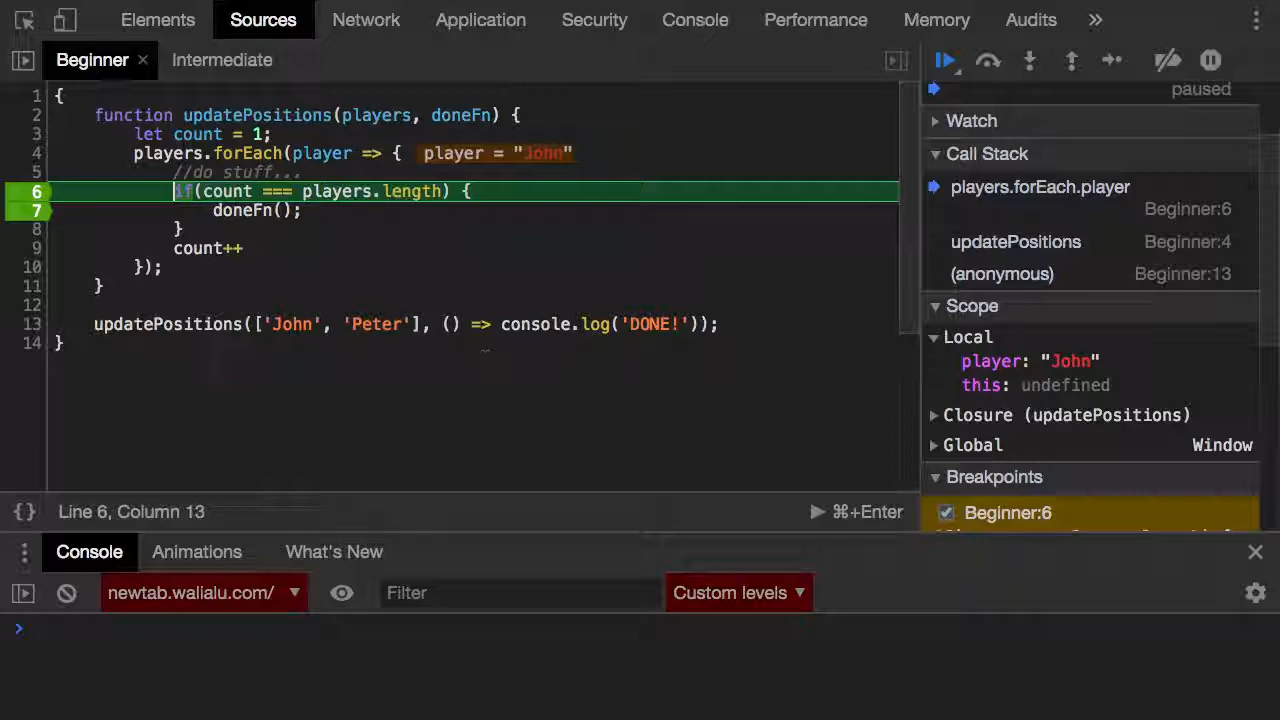 Elements Sources Network Application Security Console Performance Memory Audits »
Beginner × Intermediate
1 {
2 function updatePositions(players, doneFn) {
3 let count = 1;
4 players.forEach(player => { player = "John"
5 //do stuff...
6 if(count === players.length) {
7 doneFn();
8 }
9 count++
10 });
11 }
12
13 updatePositions(['John', 'Peter'], () => console.log('DONE!'));
14 }
{} Line 6, Column 13 ⌘+Enter
paused
Watch
Call Stack
players.forEach.player
Beginner:6
updatePositions Beginner:4
(anonymous) Beginner:13
Scope
Local
player: "John"
this: undefined
Closure (updatePositions)
Global Window
Breakpoints
Beginner:6
Console Animations What's New ×
newtab.walialu.com/ ▼ Filter Custom levels ▼
>